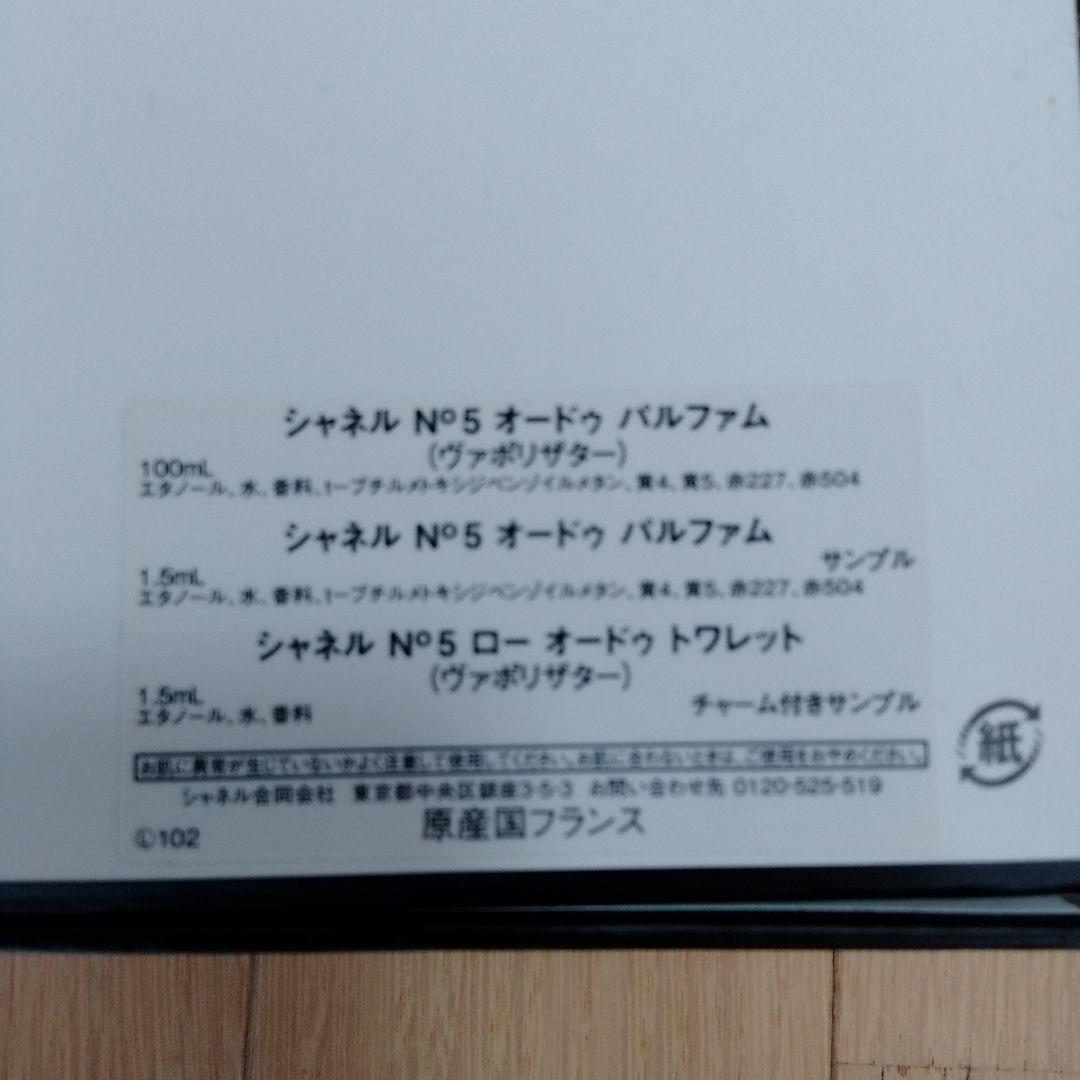 シャネル Nº5 オードゥ パルファム
(ヴァポリザター)
100mL
エタノール、水、香料、t-ブチルメトキシジベンゾイルメタン、黄4、黄5、赤227、赤504
シャネル Nº5 オードゥ パルファム
サンプル
1.5mL
エタノール、水、香料、t-ブチルメトキシジベンゾイルメタン、黄4、黄5、赤227、赤504
シャネル Nº5 ロー オードゥ トワレット
(ヴァポリザター)
1.5mL
チャーム付きサンプル
エタノール、水、香料
お肌に異常が生じていないかよく注意して使用してください。お肌に合わないときは、ご使用をおやめください。
シャネル合同会社 東京都中央区銀座3-5-3 お問い合わせ先 0120-525-519
原産国フランス
Ⓛ102
紙